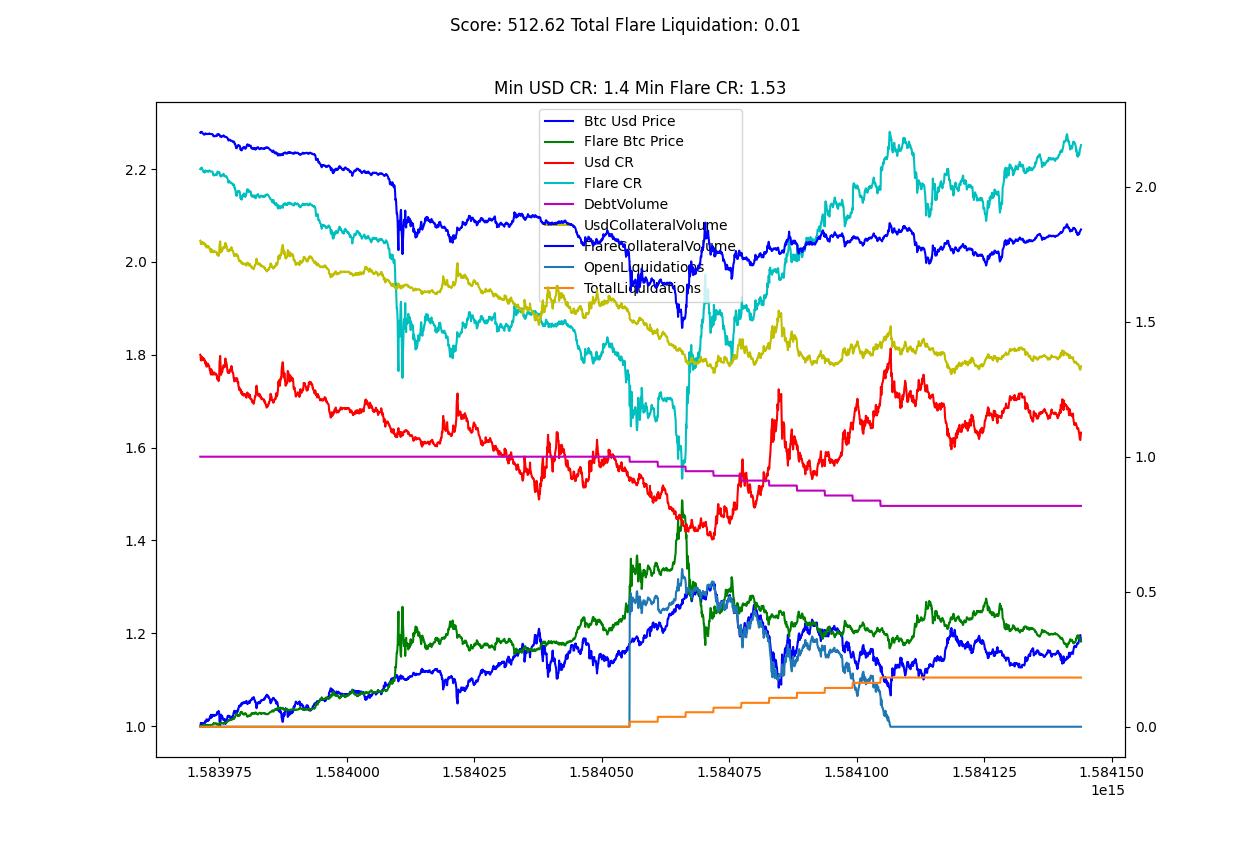 Score: 512.62 Total Flare Liquidation: 0.01
Min USD CR: 1.4 Min Flare CR: 1.53
Btc Usd Price
Flare Btc Price
Usd CR
Flare CR
DebtVolume
UsdCollateralVolume
FlareCollateralVolume
OpenLiquidations
TotalLiquidations
2.2
2.0
1.8
1.6
1.4
1.2
1.0
2.0
1.5
1.0
0.5
0.0
1.583975 1.584000 1.584025 1.584050 1.584075 1.584100 1.584125 1.584150
1e15